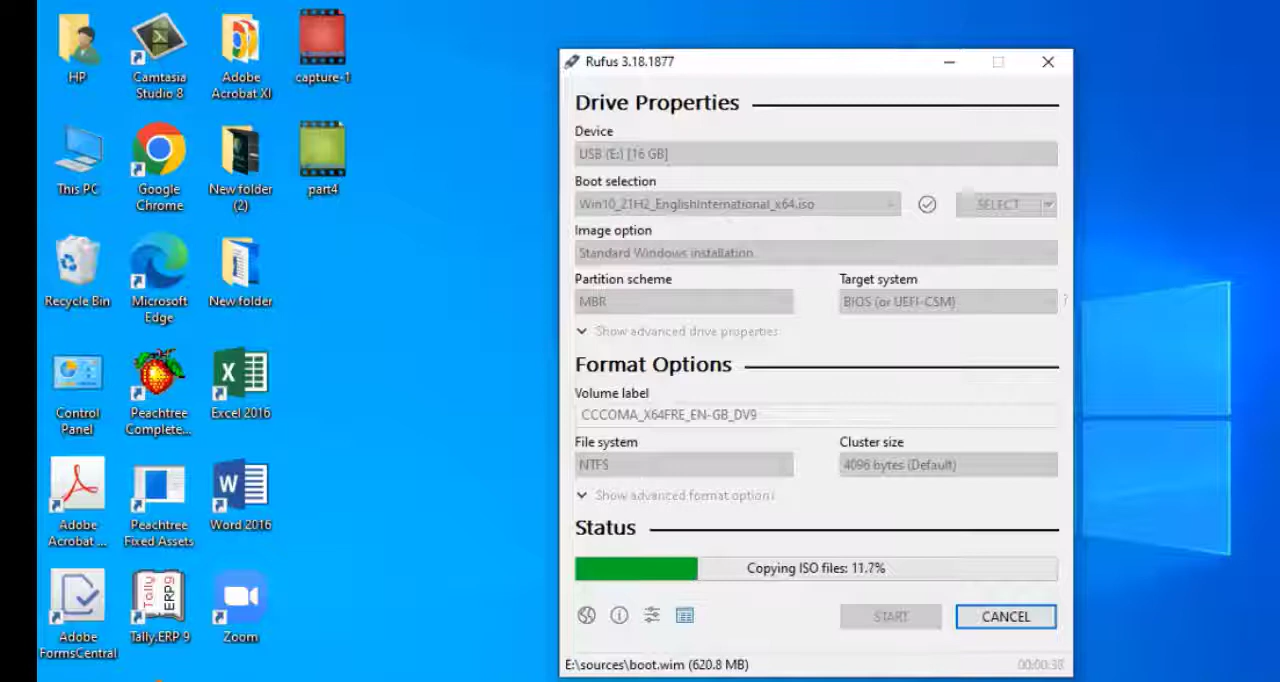 HP
Camtasia
Studio 8
Adobe
Acrobat XI
capture-1
This PC
Google
Chrome
New folder
(2)
part4
Recycle Bin
Microsoft
Edge
New folder
Control
Panel
Peachtree
Complete...
Excel 2016
Adobe
Acrobat ...
Peachtree
Fixed Assets
Word 2016
Adobe
FormsCentral
Tally.ERP 9
Zoom
Tally
ERP9
Rufus 3.18.1877
Drive Properties
Device
USB (E:) [16 GB]
Boot selection
Win10_21H2_EnglishInternational_x64.iso
SELECT
Image option
Standard Windows installation
Partition scheme
Target system
MBR
BIOS (or UEFI-CSM)
?
Show advanced drive properties
Format Options
Volume label
CCCOMA_X64FRE_EN-GB_DV9
File system
Cluster size
NTFS
4096 bytes (Default)
Show advanced format options
Status
Copying ISO files: 11.7%
START
CANCEL
E:\sources\boot.wim (620.8 MB)
00:00:38